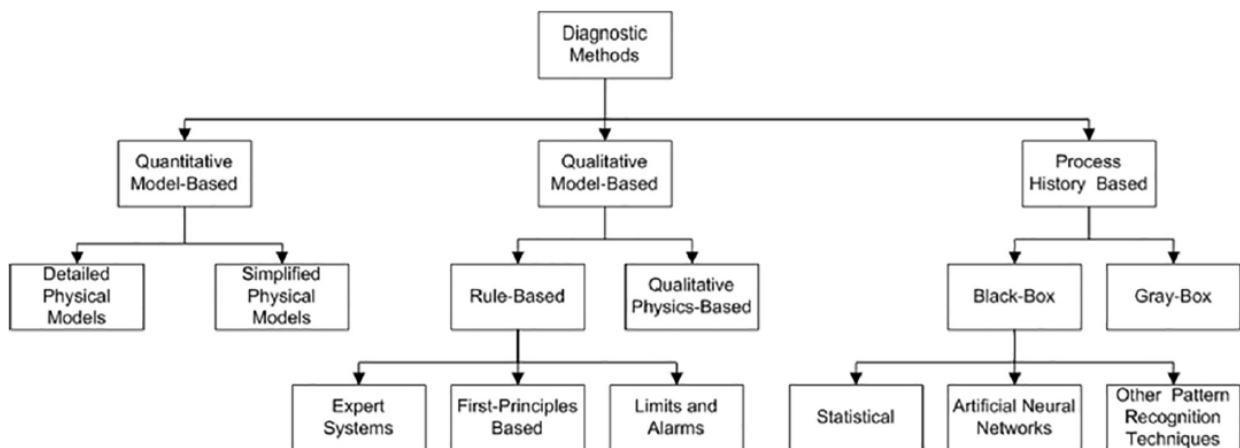 Diagnostic
Methods
Quantitative
Model-Based
Qualitative
Model-Based
Process
History Based
Detailed
Physical
Models
Simplified
Physical
Models
Rule-Based
Qualitative
Physics-Based
Black-Box
Gray-Box
Expert
Systems
First-Principles
Based
Limits and
Alarms
Statistical
Artificial Neural
Networks
Other Pattern
Recognition
Techniques